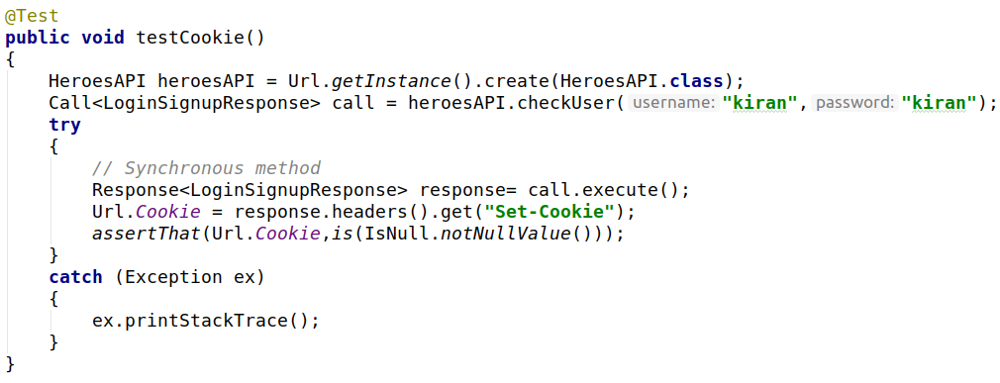 @Test
public void testCookie()
{
    HeroesAPI heroesAPI = Url.getInstance().create(HeroesAPI.class);
    Call<LoginSignupResponse> call = heroesAPI.checkUser( username: "kiran", password: "kiran");
    try
    {
        // Synchronous method
        Response<LoginSignupResponse> response= call.execute();
        Url.Cookie = response.headers().get("Set-Cookie");
        assertThat(Url.Cookie,is(IsNull.notNullValue()));
    }
    catch (Exception ex)
    {
        ex.printStackTrace();
    }
}